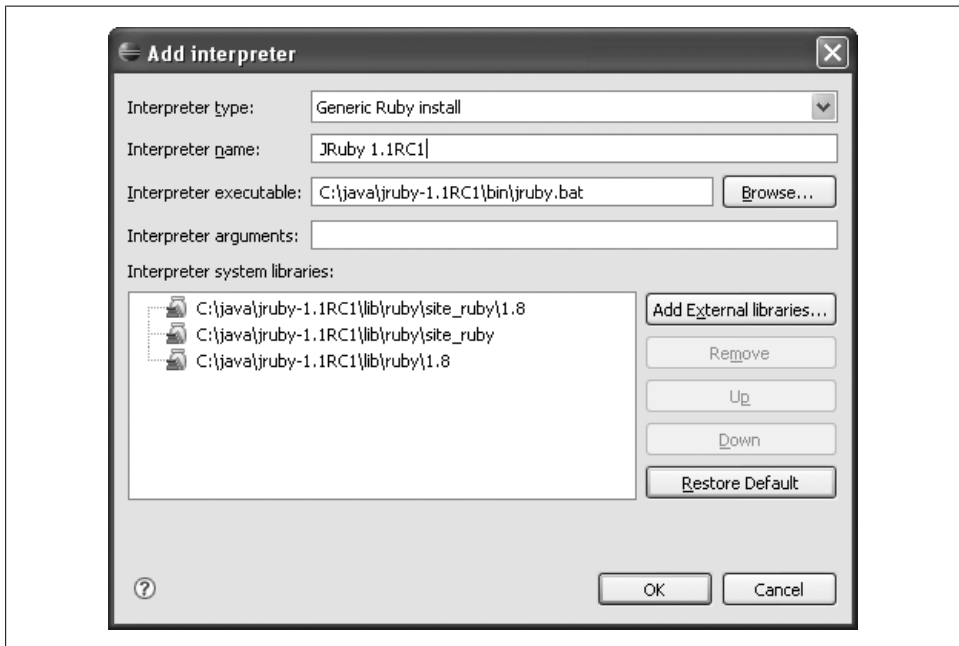 Add interpreter
Interpreter type: Generic Ruby install
Interpreter name: JRuby 1.1RC1
Interpreter executable: C:\java\jruby-1.1RC1\bin\jruby.bat Browse...
Interpreter arguments:
Interpreter system libraries:
C:\java\jruby-1.1RC1\lib\ruby\site_ruby\1.8
C:\java\jruby-1.1RC1\lib\ruby\site_ruby
C:\java\jruby-1.1RC1\lib\ruby\1.8
Add External libraries...
Remove
Up
Down
Restore Default
?
OK Cancel